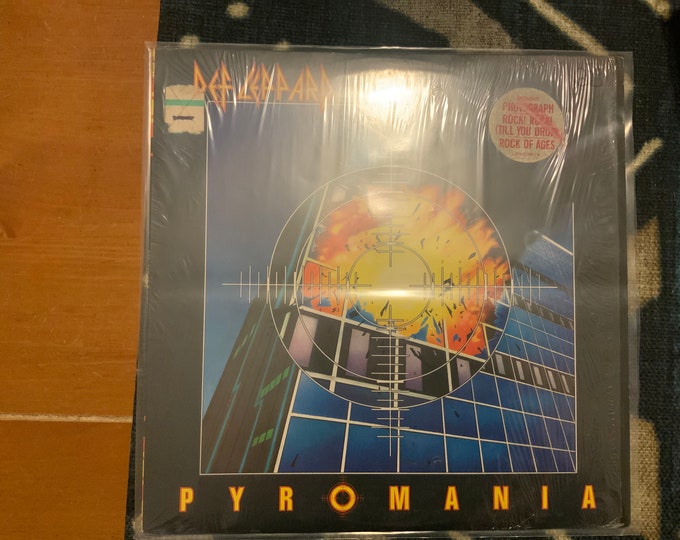 DEF LEPPARD
PHOTOGRAPH
ROCK! ROCK!
(TILL YOU DROP)
ROCK OF AGES
PYROMANIA